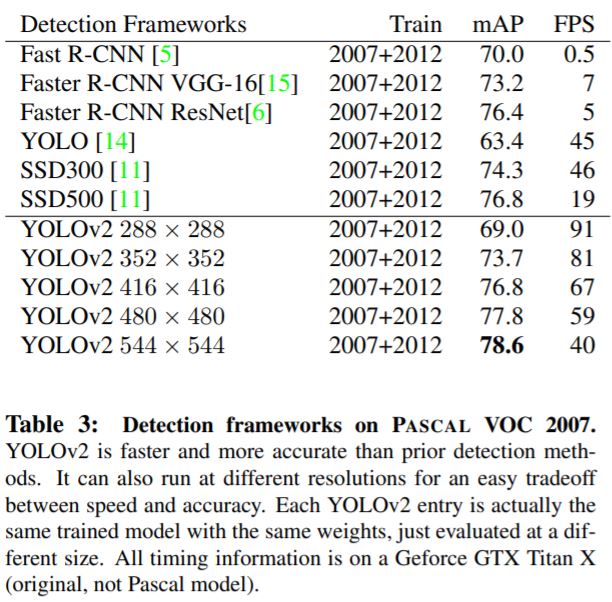 Detection Frameworks Train mAP FPS
Fast R-CNN [5] 2007+2012 70.0 0.5
Faster R-CNN VGG-16[15] 2007+2012 73.2 7
Faster R-CNN ResNet[6] 2007+2012 76.4 5
YOLO [14] 2007+2012 63.4 45
SSD300 [11] 2007+2012 74.3 46
SSD500 [11] 2007+2012 76.8 19
YOLOv2 288 × 288 2007+2012 69.0 91
YOLOv2 352 × 352 2007+2012 73.7 81
YOLOv2 416 × 416 2007+2012 76.8 67
YOLOv2 480 × 480 2007+2012 77.8 59
YOLOv2 544 × 544 2007+2012 78.6 40
Table 3: Detection frameworks on PASCAL VOC 2007.
YOLOv2 is faster and more accurate than prior detection meth-
ods. It can also run at different resolutions for an easy tradeoff
between speed and accuracy. Each YOLOv2 entry is actually the
same trained model with the same weights, just evaluated at a dif-
ferent size. All timing information is on a Geforce GTX Titan X
(original, not Pascal model).